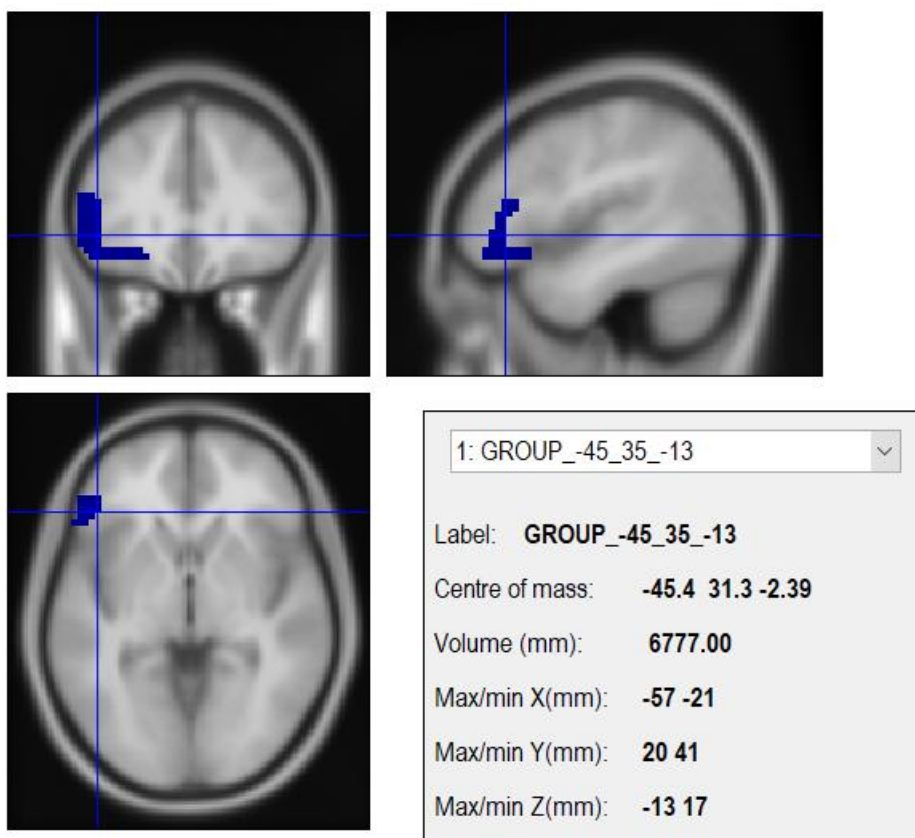 1: GROUP_-45_35_-13
Label: GROUP_-45_35_-13
Centre of mass: -45.4 31.3 -2.39
Volume (mm): 6777.00
Max/min X(mm): -57 -21
Max/min Y(mm): 20 41
Max/min Z(mm): -13 17